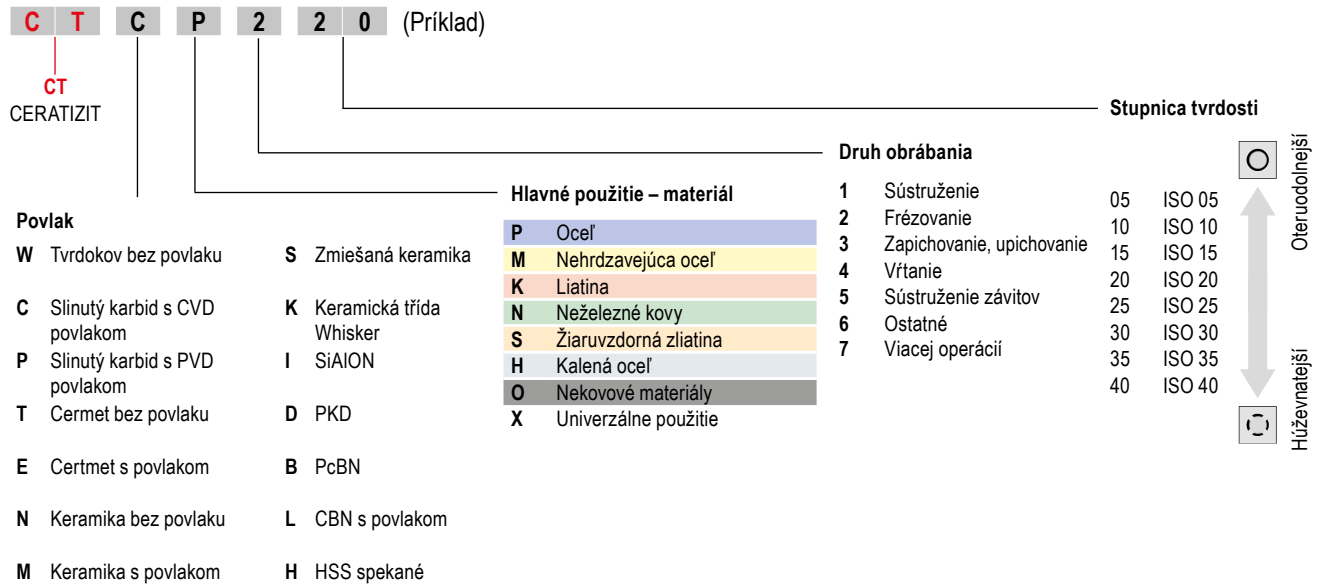 C T C P 2 2 0 (Príklad)
CT
CERATIZIT
Stupnica tvrdosti
05 ISO 05
10 ISO 10
15 ISO 15
20 ISO 20
25 ISO 25
30 ISO 30
35 ISO 35
40 ISO 40
Oteruodolnejší
Húževnatejší
Druh obrábania
1 Sústruženie
2 Frézovanie
3 Zapichovanie, upichovanie
4 Vŕtanie
5 Sústruženie závitov
6 Ostatné
7 Viacej operácií
Hlavné použitie – materiál
P Oceľ
M Nehrdzavejúca oceľ
K Liatina
N Neželezné kovy
S Žiaruvzdorná zliatina
H Kalená oceľ
O Nekovové materiály
X Univerzálne použitie
Povlak
W Tvrdokov bez povlaku
C Slinutý karbid s CVD
povlakom
P Slinutý karbid s PVD
povlakom
T Cermet bez povlaku
E Certmet s povlakom
N Keramika bez povlaku
M Keramika s povlakom
S Zmiešaná keramika
K Keramická třída
Whisker
I SiAlON
D PKD
B PcBN
L CBN s povlakom
H HSS spekané